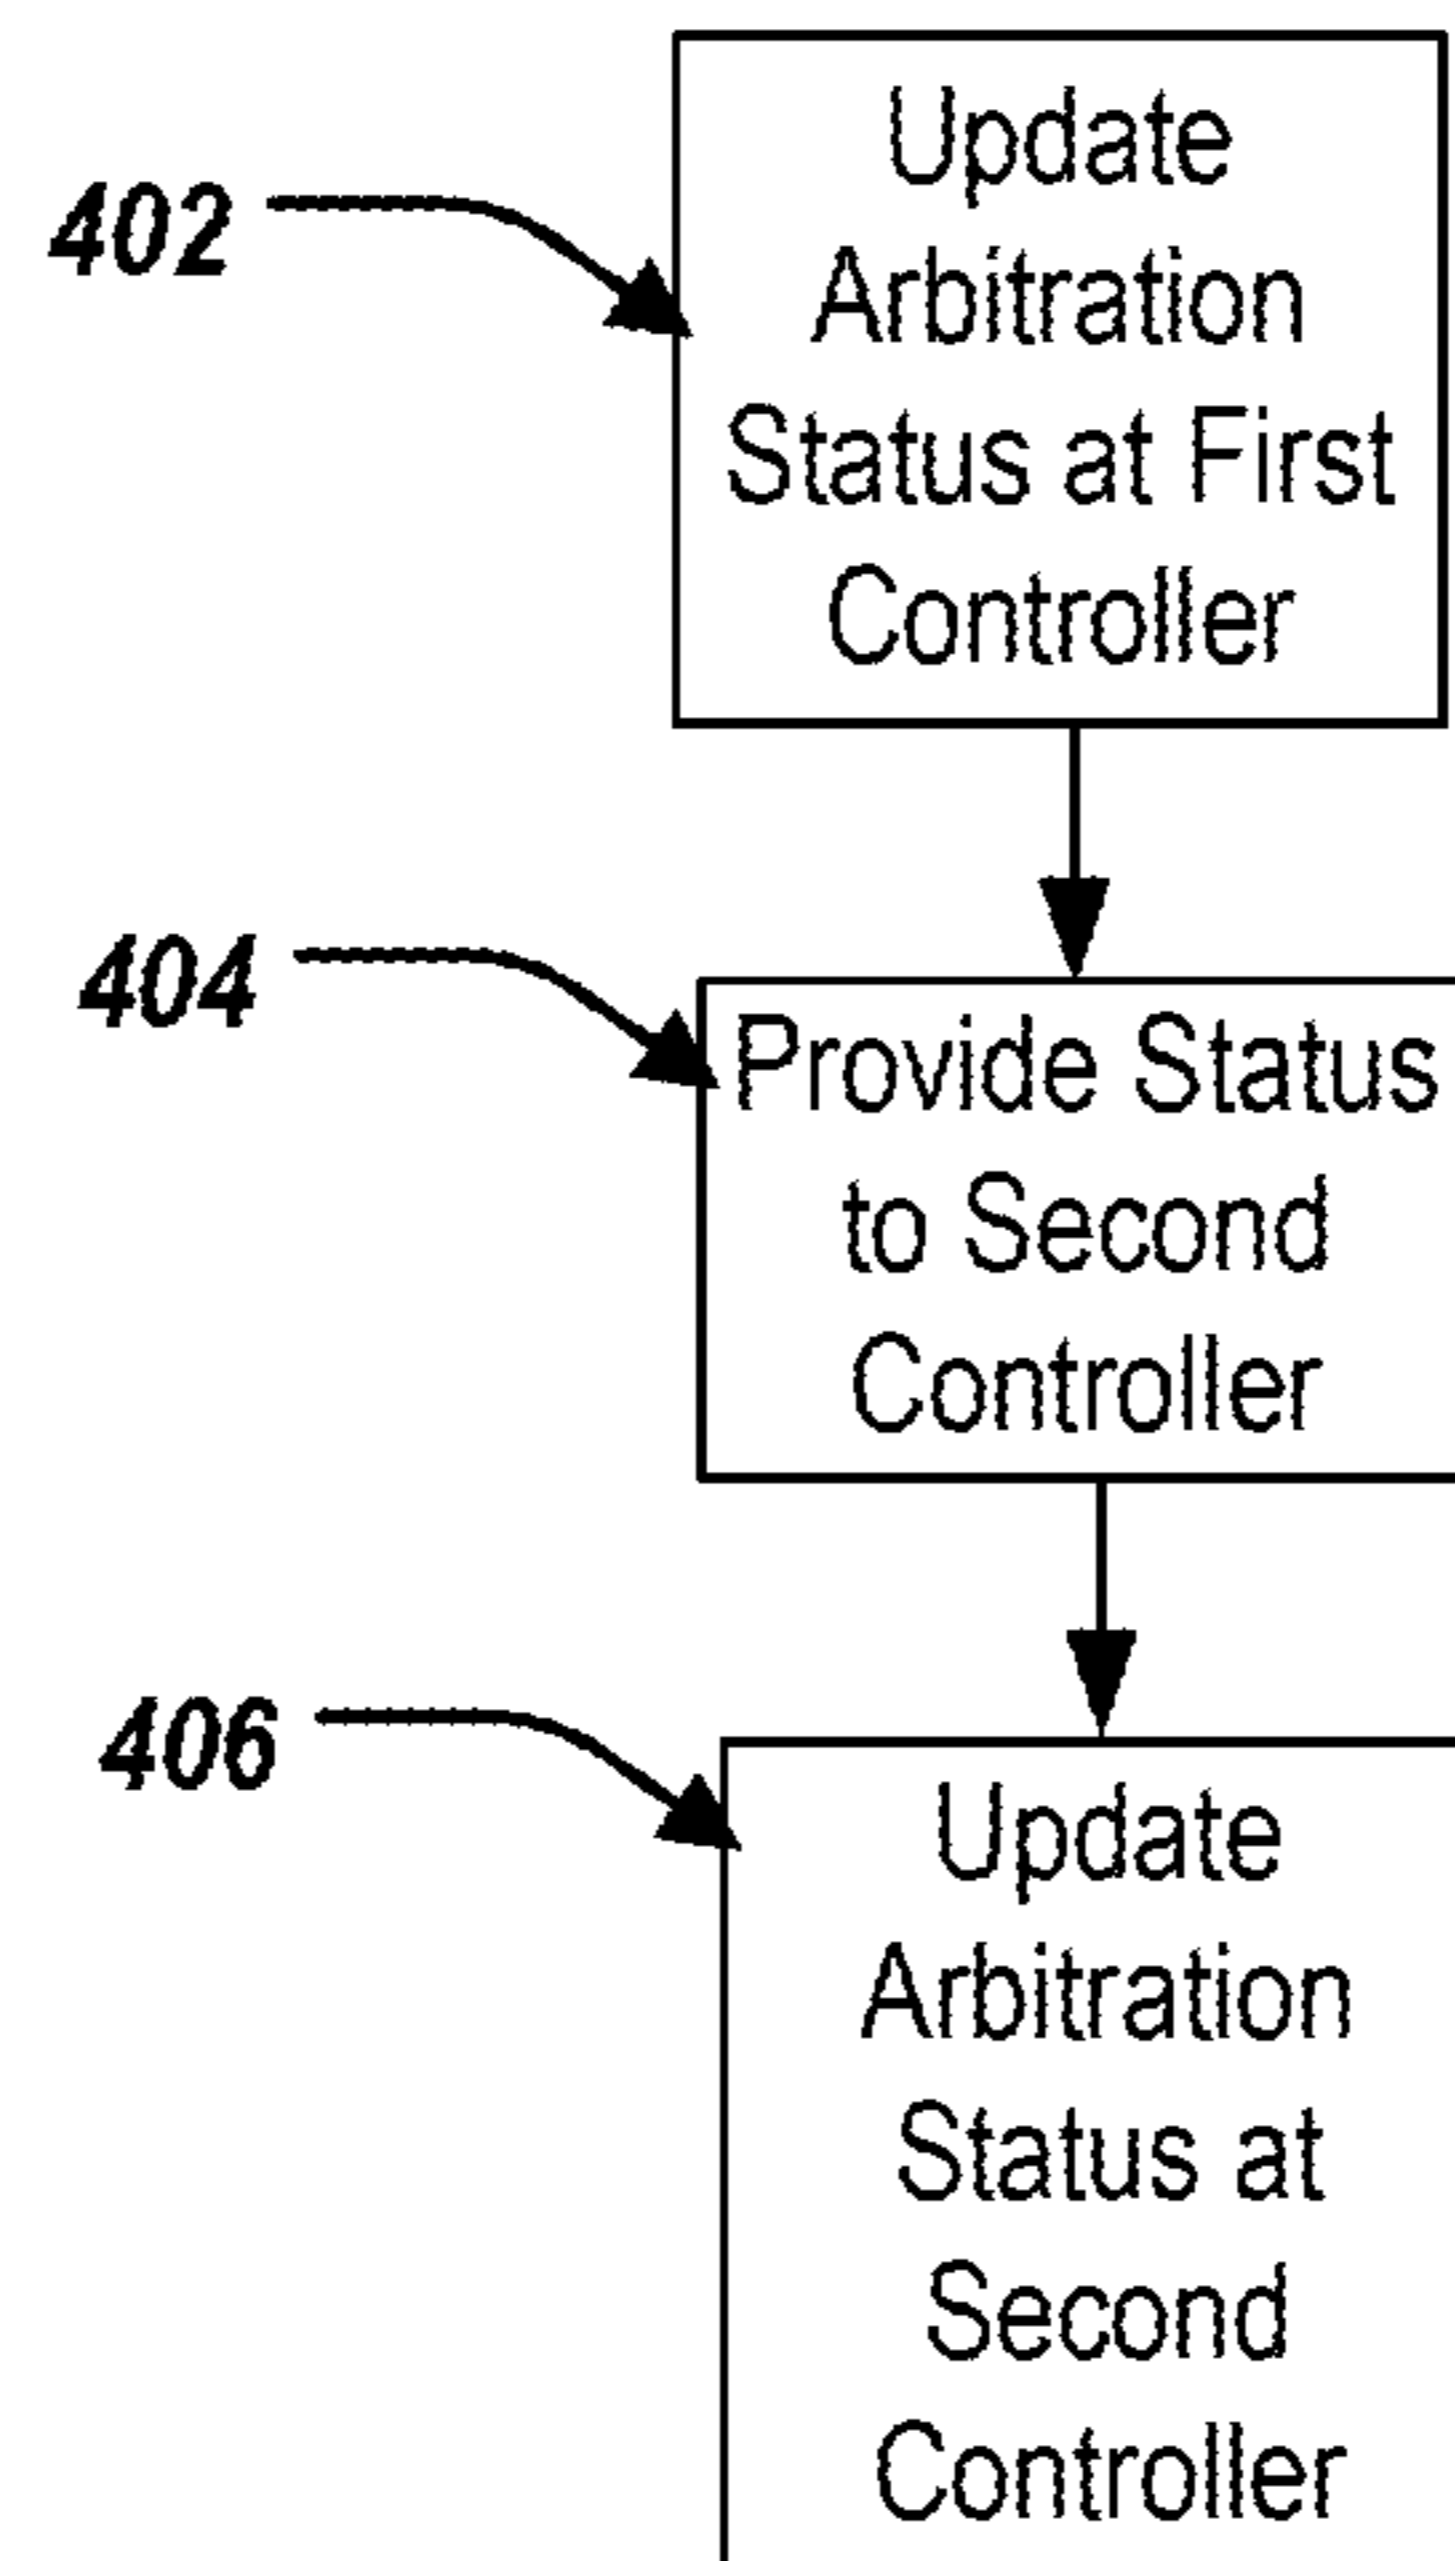 402
Update
Arbitration
Status at First
Controller
404
Provide Status
to Second
Controller
406
Update
Arbitration
Status at
Second
Controller